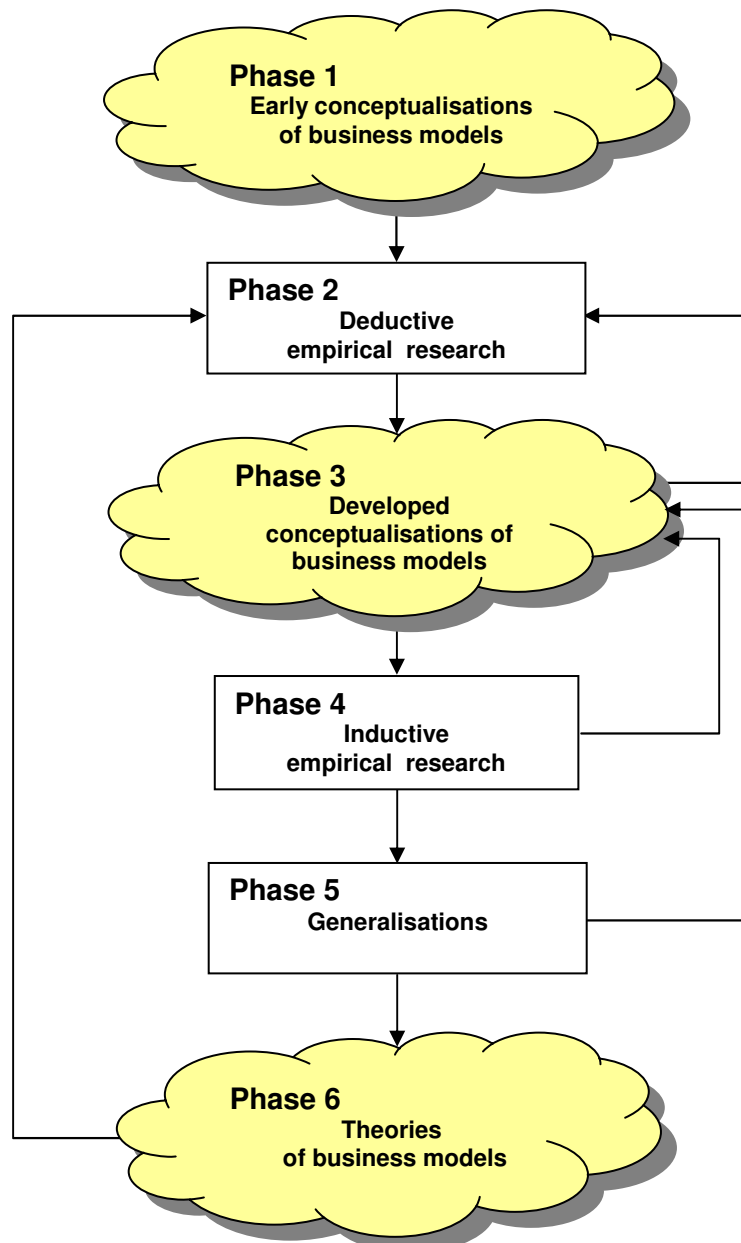 Phase 1
Early conceptualisations
of business models
Phase 2
Deductive
empirical research
Phase 3
Developed
conceptualisations of
business models
Phase 4
Inductive
empirical research
Phase 5
Generalisations
Phase 6
Theories
of business models